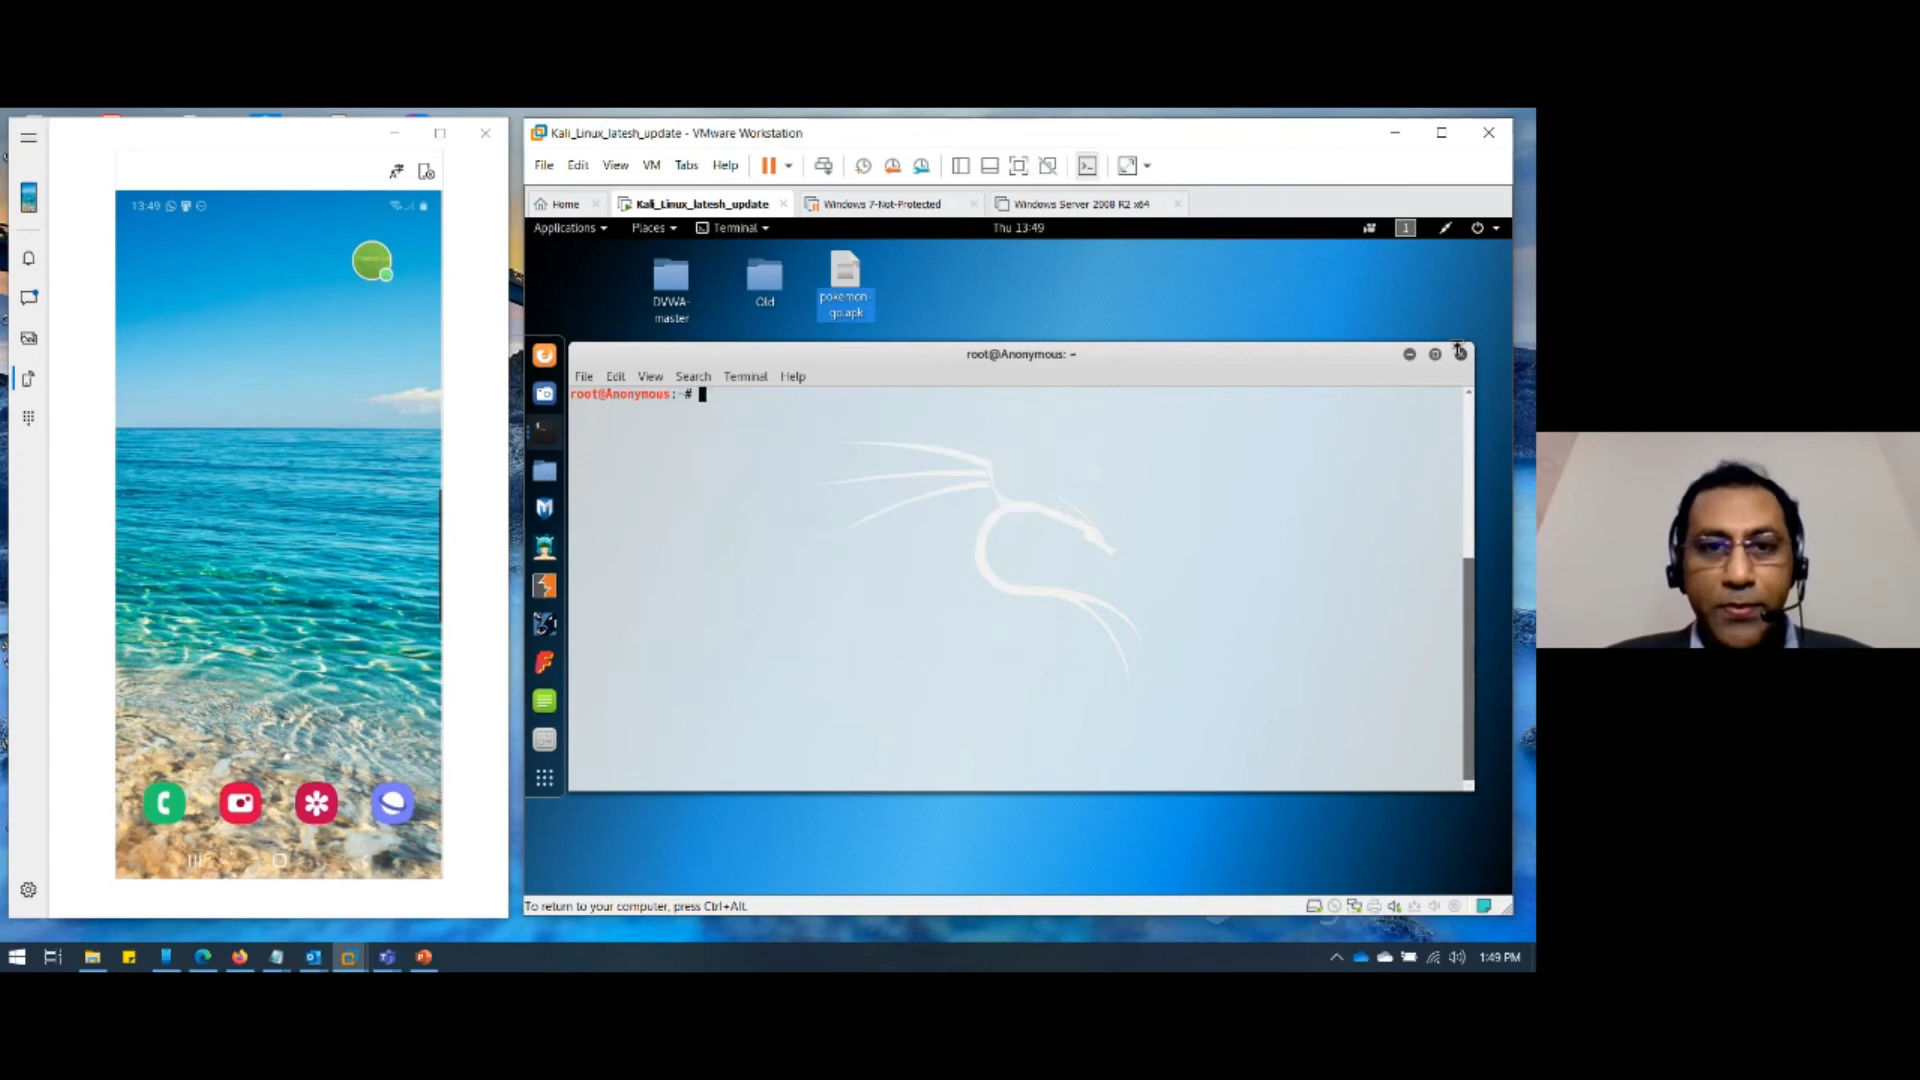 13:49
Kali_Linux_latesh_update - VMware Workstation
File Edit View VM Tabs Help
Home Kali_Linux_latesh_update Windows 7-Not-Protected Windows Server 2008 R2 x64
Applications Places Terminal Thu 13:49 1
DVWA-
master
Old
pokemon-
go.apk
root@Anonymous: ~
File Edit View Search Terminal Help
root@Anonymous:~#
To return to your computer, press Ctrl+Alt.
1:49 PM